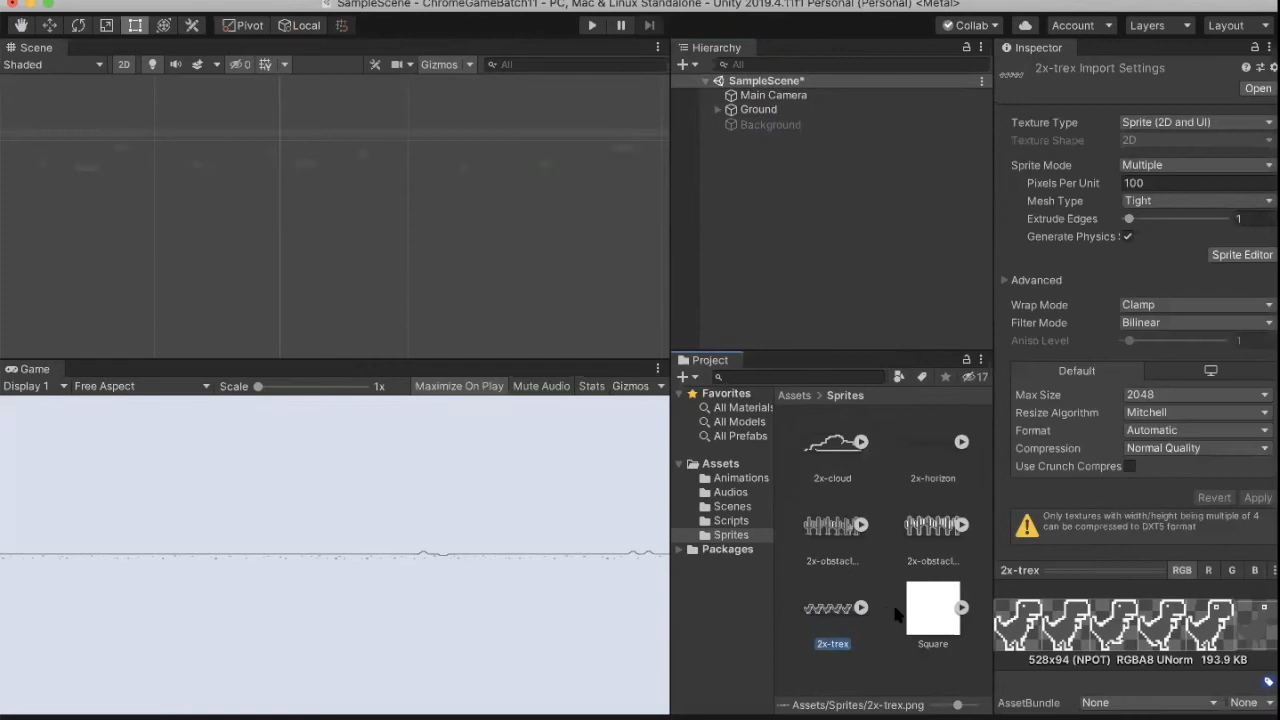 SampleScene - ChromeGameBatch11 - PC, Mac & Linux Standalone - Unity 2019.4.11f1 Personal (Personal) <Metal>
Pivot
Local
Collab
Account
Layers
Layout
Scene
Shaded
2D
0
Gizmos
All
Game
Display 1
Free Aspect
Scale
1x
Maximize On Play
Mute Audio
Stats
Gizmos
Hierarchy
All
SampleScene*
Main Camera
Ground
Background
Project
17
Favorites
All Materials
All Models
All Prefabs
Assets
Animations
Audios
Scenes
Scripts
Sprites
Packages
Assets > Sprites
2x-cloud
2x-horizon
2x-obstacl...
2x-obstacl...
2x-trex
Square
Assets/Sprites/2x-trex.png
Inspector
2x-trex Import Settings
Open
Texture Type
Sprite (2D and UI)
Texture Shape
2D
Sprite Mode
Multiple
Pixels Per Unit
100
Mesh Type
Tight
Extrude Edges
1
Generate Physics
Sprite Editor
Advanced
Wrap Mode
Clamp
Filter Mode
Bilinear
Aniso Level
1
Default
Max Size
2048
Resize Algorithm
Mitchell
Format
Automatic
Compression
Normal Quality
Use Crunch Compres
Revert
Apply
Only textures with width/height being multiple of 4
can be compressed to DXT5 format
2x-trex
RGB
R
G
B
528x94 (NPOT) RGBA8 UNorm 193.9 KB
AssetBundle
None
None